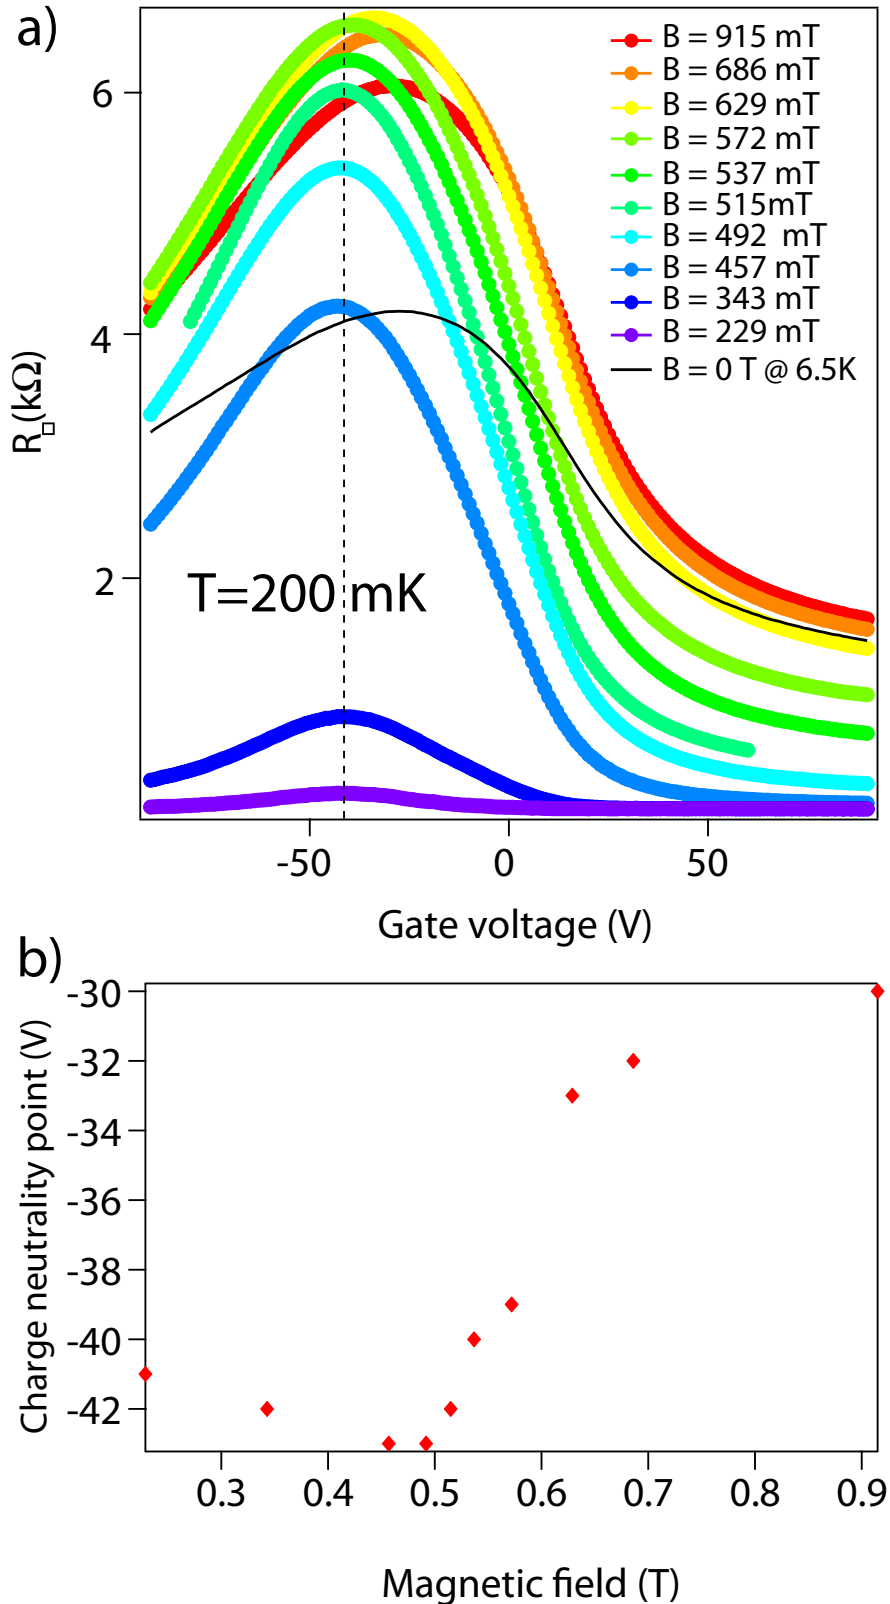 a)
B = 915 mT
B = 686 mT
B = 629 mT
B = 572 mT
B = 537 mT
B = 515mT
B = 492 mT
B = 457 mT
B = 343 mT
B = 229 mT
B = 0 T @ 6.5K
6
4
2
R□(kΩ)
T=200 mK
-50
0
50
Gate voltage (V)
b)
-30
-32
-34
-36
-38
-40
-42
Charge neutrality point (V)
0.3
0.4
0.5
0.6
0.7
0.8
0.9
Magnetic field (T)